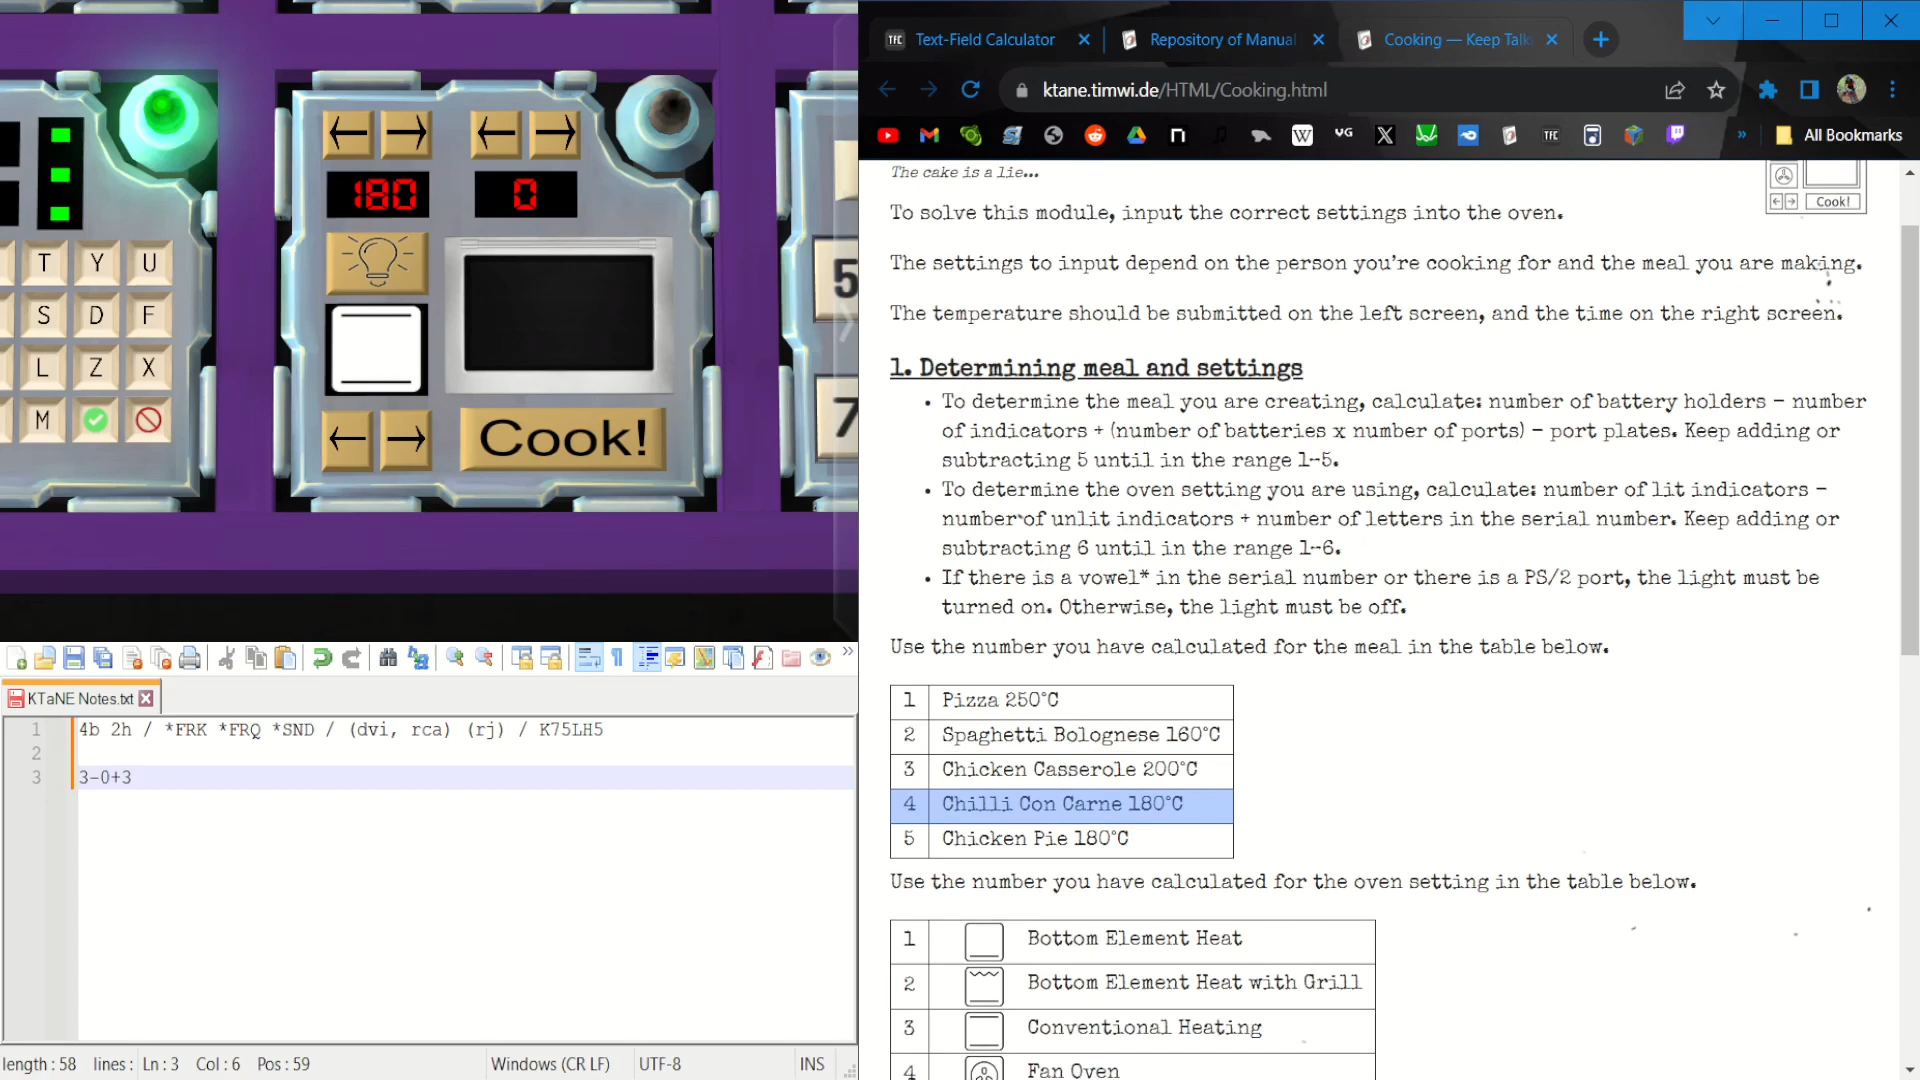 TFC Text-Field Calculator
Repository of Manual
Cooking — Keep Talk
ktane.timwi.de/HTML/Cooking.html
W
VG
X
TFC
»
All Bookmarks
180
0
T Y U
S D F
L Z X
M
Cook!
5
7
The cake is a lie...
Cook!
To solve this module, input the correct settings into the oven.
The settings to input depend on the person you're cooking for and the meal you are making.
The temperature should be submitted on the left screen, and the time on the right screen.
1. Determining meal and settings
• To determine the meal you are creating, calculate: number of battery holders - number
of indicators + (number of batteries x number of ports) - port plates. Keep adding or
subtracting 5 until in the range 1-5.
• To determine the oven setting you are using, calculate: number of lit indicators -
number of unlit indicators + number of letters in the serial number. Keep adding or
subtracting 6 until in the range 1-6.
• If there is a vowel* in the serial number or there is a PS/2 port, the light must be
turned on. Otherwise, the light must be off.
Use the number you have calculated for the meal in the table below.
1 Pizza 250°C
2 Spaghetti Bolognese 160°C
3 Chicken Casserole 200°C
4 Chilli Con Carne 180°C
5 Chicken Pie 180°C
Use the number you have calculated for the oven setting in the table below.
1 Bottom Element Heat
2 Bottom Element Heat with Grill
3 Conventional Heating
4 Fan Oven
KTaNE Notes.txt
1 4b 2h / *FRK *FRQ *SND / (dvi, rca) (rj) / K75LH5
2
3 3-0+3
length : 58 lines : Ln : 3 Col : 6 Pos : 59 Windows (CR LF) UTF-8 INS